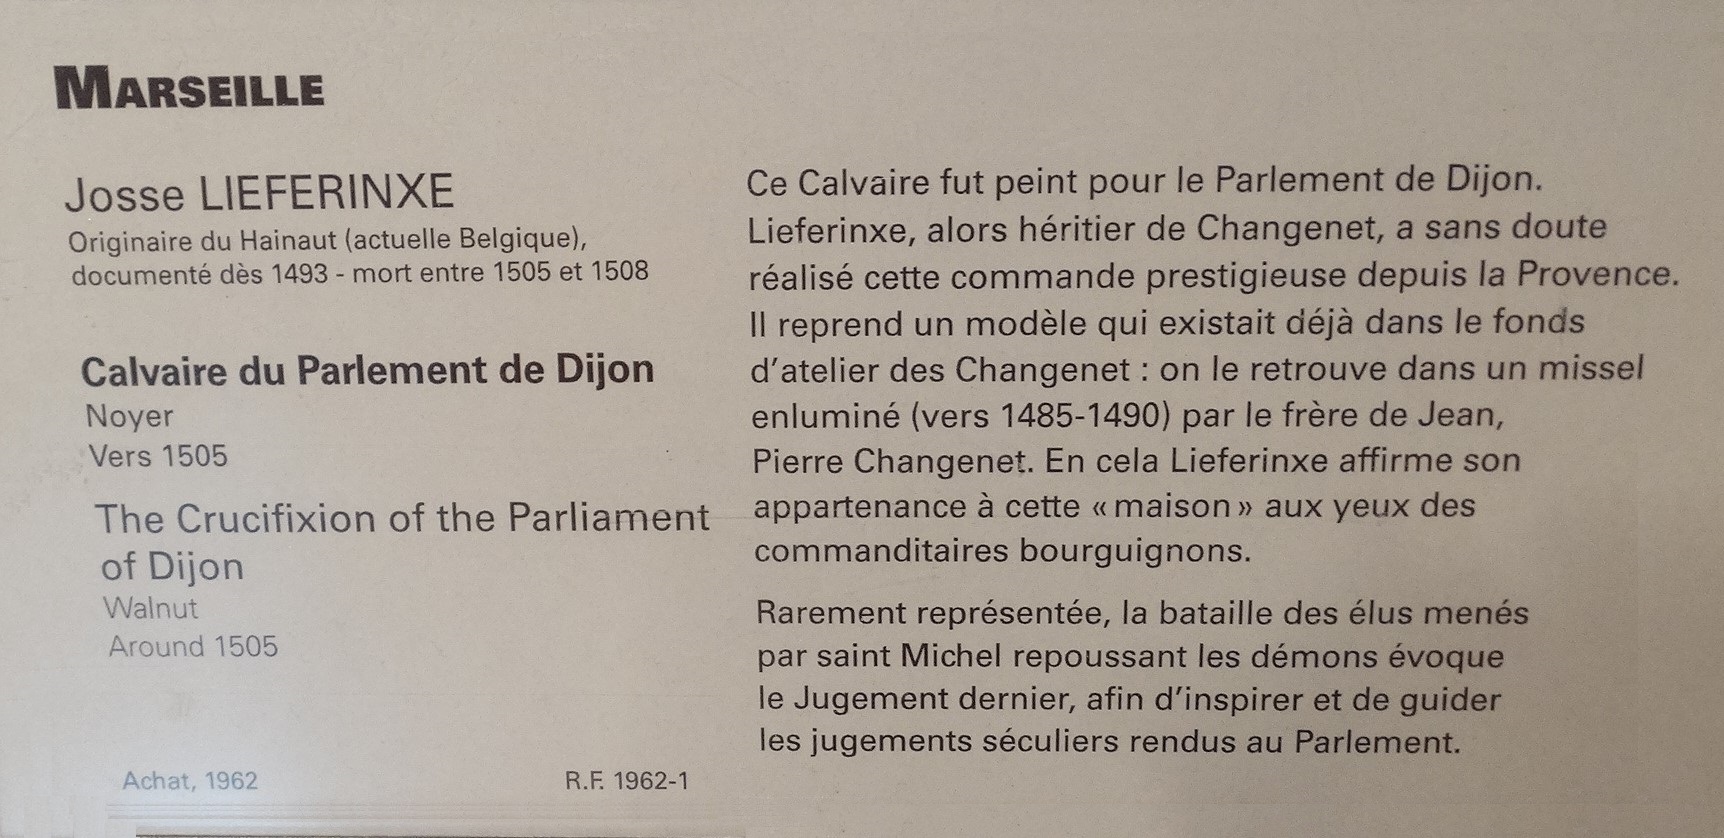 MARSEILLE
Josse LIEFERINXE
Originaire du Hainaut (actuelle Belgique),
documenté dès 1493 - mort entre 1505 et 1508
Calvaire du Parlement de Dijon
Noyer
Vers 1505
The Crucifixion of the Parliament
of Dijon
Walnut
Around 1505
Achat, 1962
R.F. 1962-1
Ce Calvaire fut peint pour le Parlement de Dijon.
Lieferinxe, alors héritier de Changenet, a sans doute
réalisé cette commande prestigieuse depuis la Provence.
Il reprend un modèle qui existait déjà dans le fonds
d'atelier des Changenet : on le retrouve dans un missel
enluminé (vers 1485-1490) par le frère de Jean,
Pierre Changenet. En cela Lieferinxe affirme son
appartenance à cette « maison » aux yeux des
commanditaires bourguignons.
Rarement représentée, la bataille des élus menés
par saint Michel repoussant les démons évoque
le Jugement dernier, afin d'inspirer et de guider
les jugements séculiers rendus au Parlement.